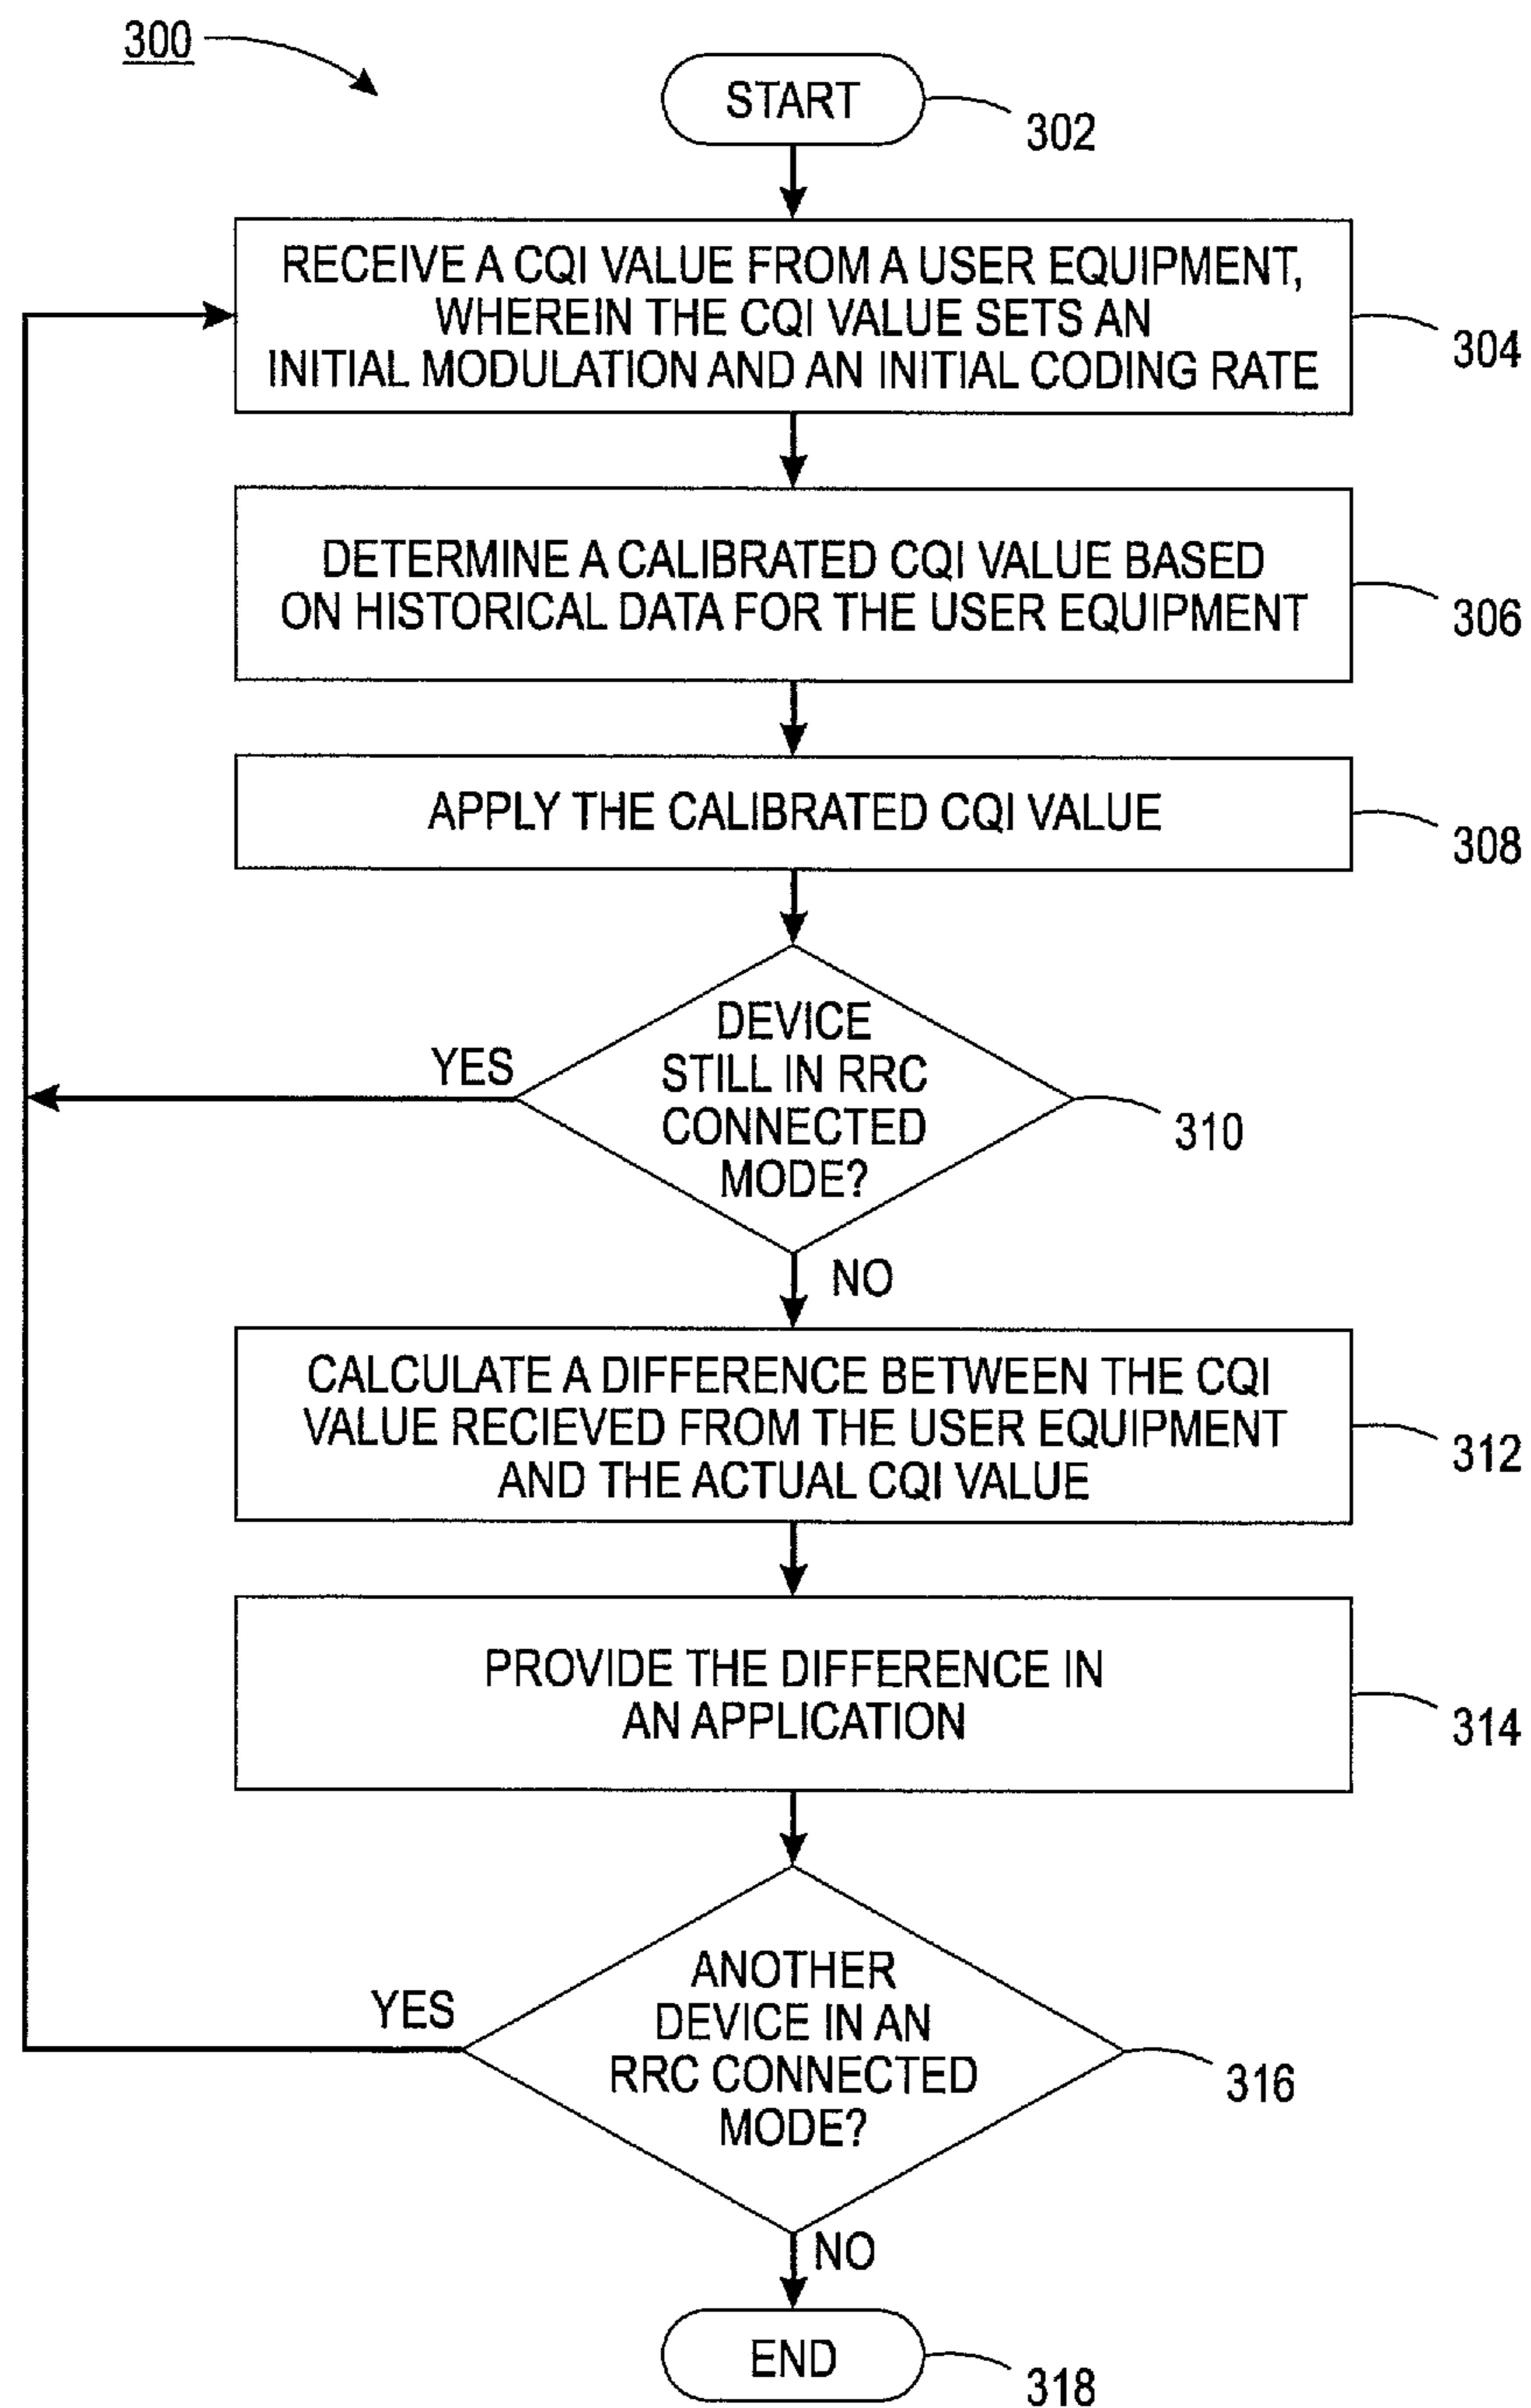 300
START
302
RECEIVE A CQI VALUE FROM A USER EQUIPMENT,
WHEREIN THE CQI VALUE SETS AN
INITIAL MODULATION AND AN INITIAL CODING RATE
304
DETERMINE A CALIBRATED CQI VALUE BASED
ON HISTORICAL DATA FOR THE USER EQUIPMENT
306
APPLY THE CALIBRATED CQI VALUE
308
DEVICE
STILL IN RRC
CONNECTED
MODE?
YES
310
NO
CALCULATE A DIFFERENCE BETWEEN THE CQI
VALUE RECIEVED FROM THE USER EQUIPMENT
AND THE ACTUAL CQI VALUE
312
PROVIDE THE DIFFERENCE IN
AN APPLICATION
314
ANOTHER
DEVICE IN AN
RRC CONNECTED
MODE?
YES
316
NO
END
318